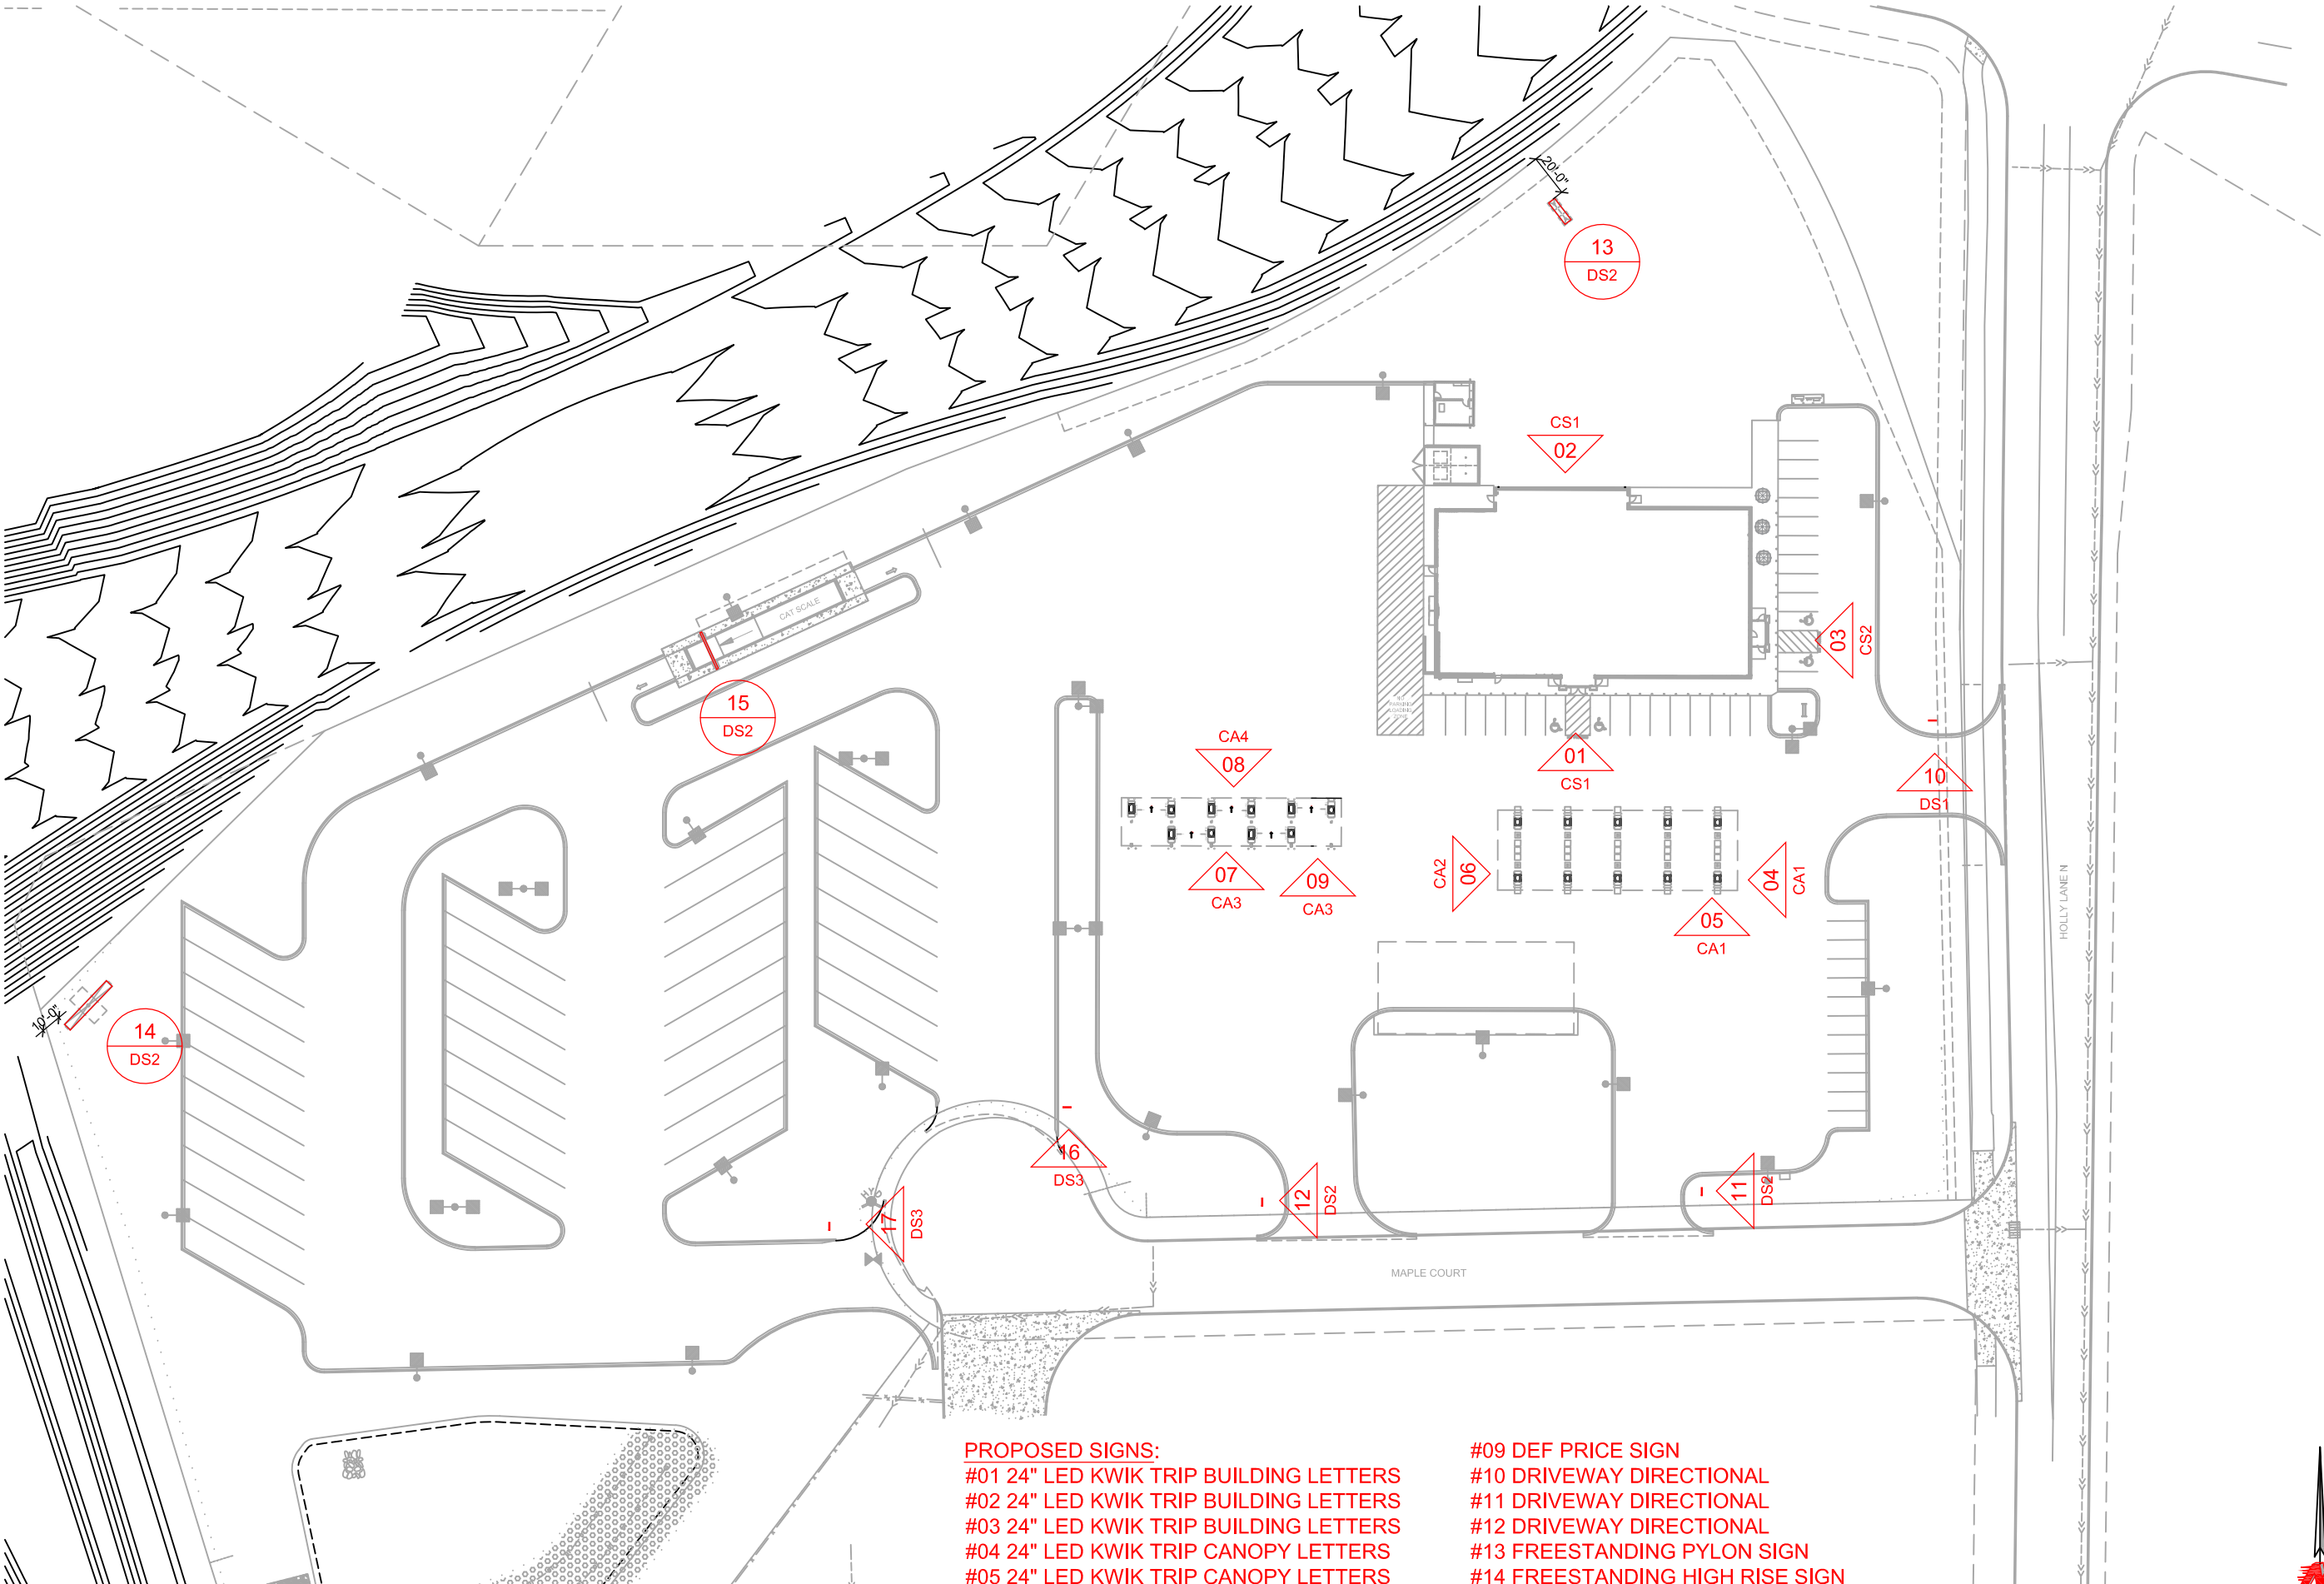 20'-0"
13
DS2
CS1
02
CAT SCALE
03
CS2
15
DS2
NO
PARKING
LOADING
ZONE
01
CS1
CA4
08
10
DS1
07
CA3
09
CA3
CA2
06
04
CA1
05
CA1
HOLLY LANE N
10'-0"
14
DS2
16
DS3
HYD
17
DS3
12
DS2
11
DS2
MAPLE COURT
PROPOSED SIGNS:
#01 24" LED KWIK TRIP BUILDING LETTERS
#02 24" LED KWIK TRIP BUILDING LETTERS
#03 24" LED KWIK TRIP BUILDING LETTERS
#04 24" LED KWIK TRIP CANOPY LETTERS
#05 24" LED KWIK TRIP CANOPY LETTERS
#09 DEF PRICE SIGN
#10 DRIVEWAY DIRECTIONAL
#11 DRIVEWAY DIRECTIONAL
#12 DRIVEWAY DIRECTIONAL
#13 FREESTANDING PYLON SIGN
#14 FREESTANDING HIGH RISE SIGN